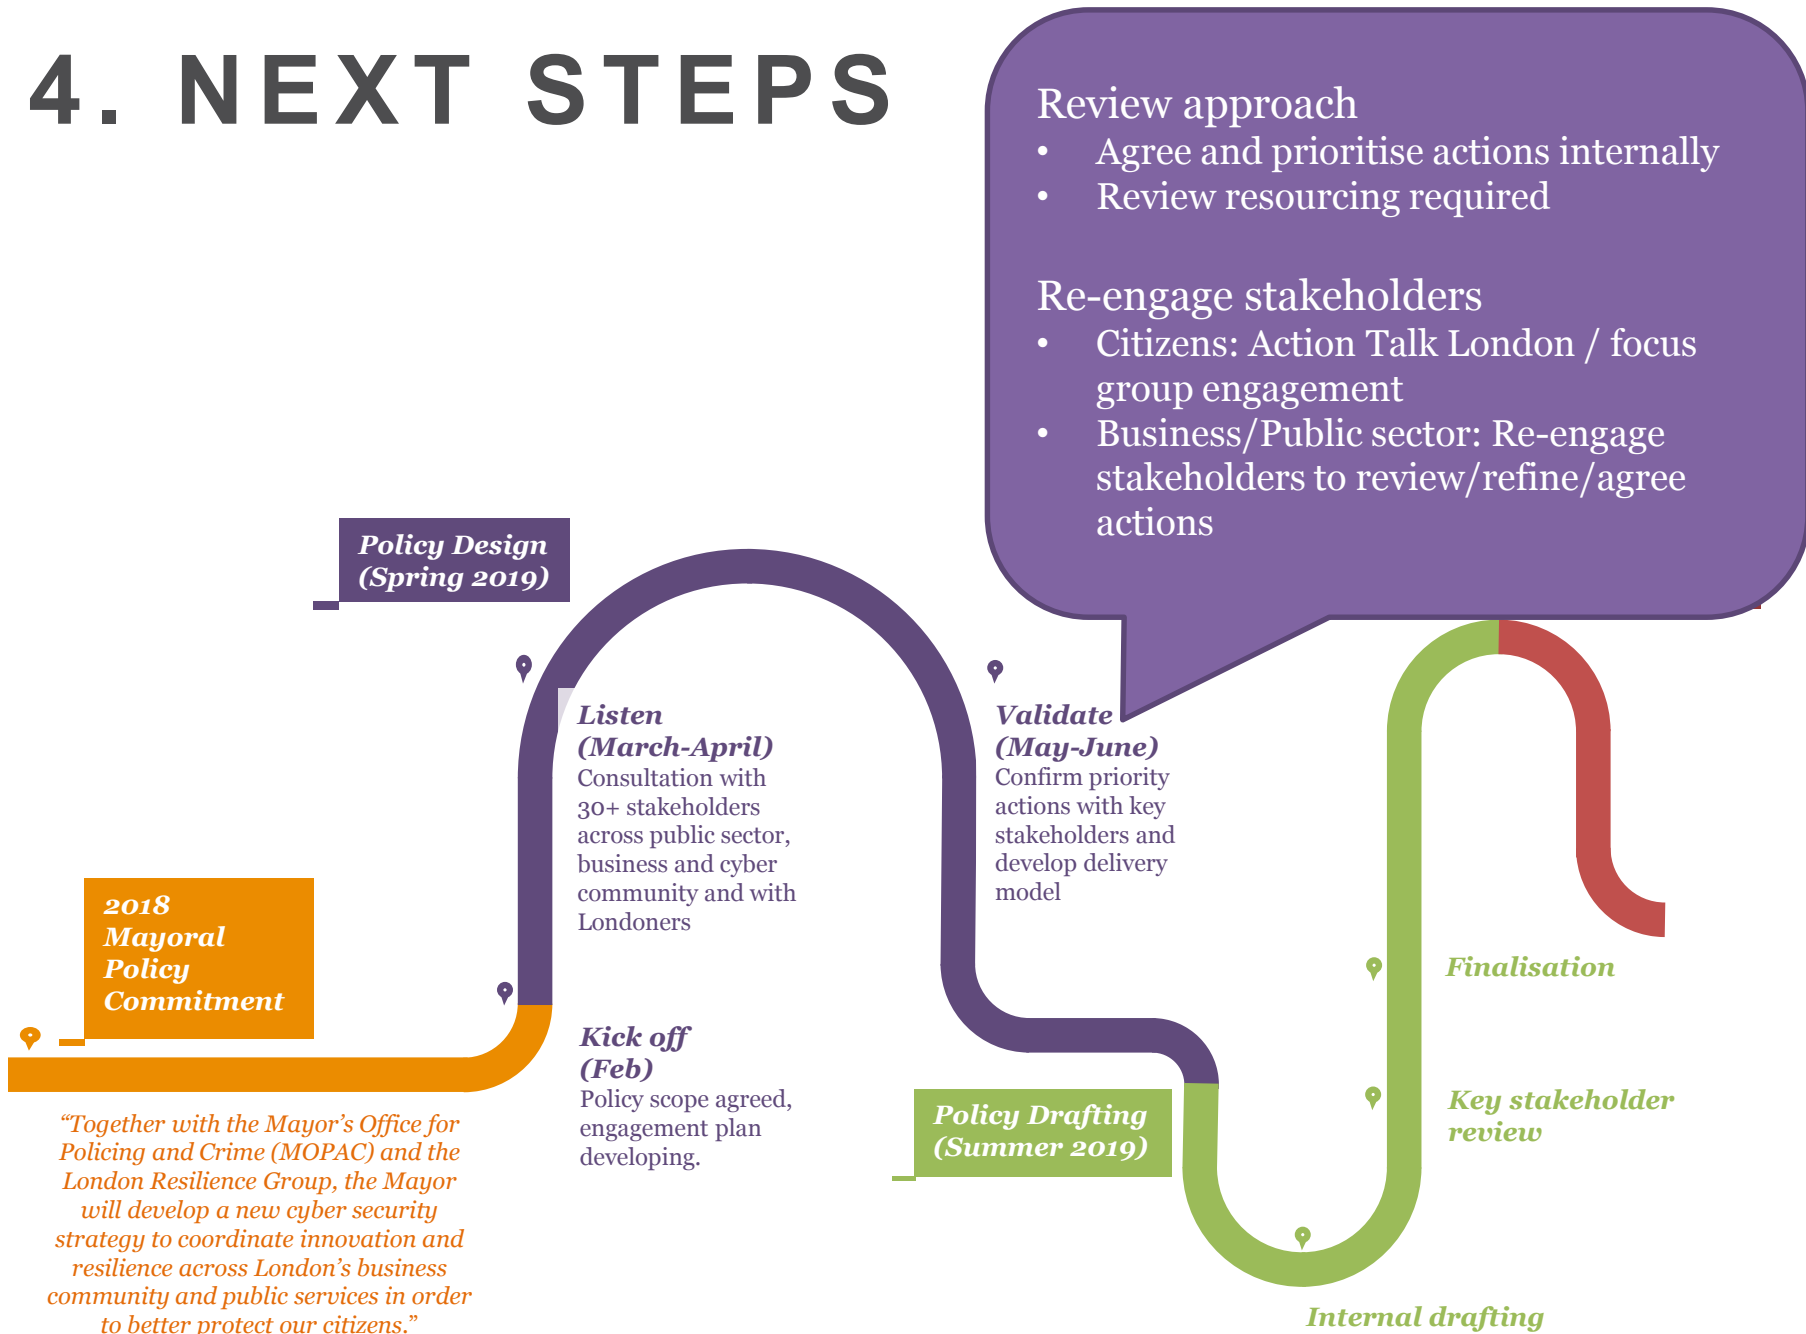 4. NEXT STEPS
Review approach
• Agree and prioritise actions internally
• Review resourcing required
Re-engage stakeholders
• Citizens: Action Talk London / focus
group engagement
• Business/Public sector: Re-engage
stakeholders to review/refine/agree
actions
Policy Design
(Spring 2019)
Listen
(March-April)
Consultation with
30+ stakeholders
across public sector,
business and cyber
community and with
Londoners
Validate
(May-June)
Confirm priority
actions with key
stakeholders and
develop delivery
model
2018
Mayoral
Policy
Commitment
Kick off
(Feb)
Policy scope agreed,
engagement plan
developing.
“Together with the Mayor’s Office for
Policing and Crime (MOPAC) and the
London Resilience Group, the Mayor
will develop a new cyber security
strategy to coordinate innovation and
resilience across London’s business
community and public services in order
to better protect our citizens.”
Policy Drafting
(Summer 2019)
Finalisation
Key stakeholder
review
Internal drafting